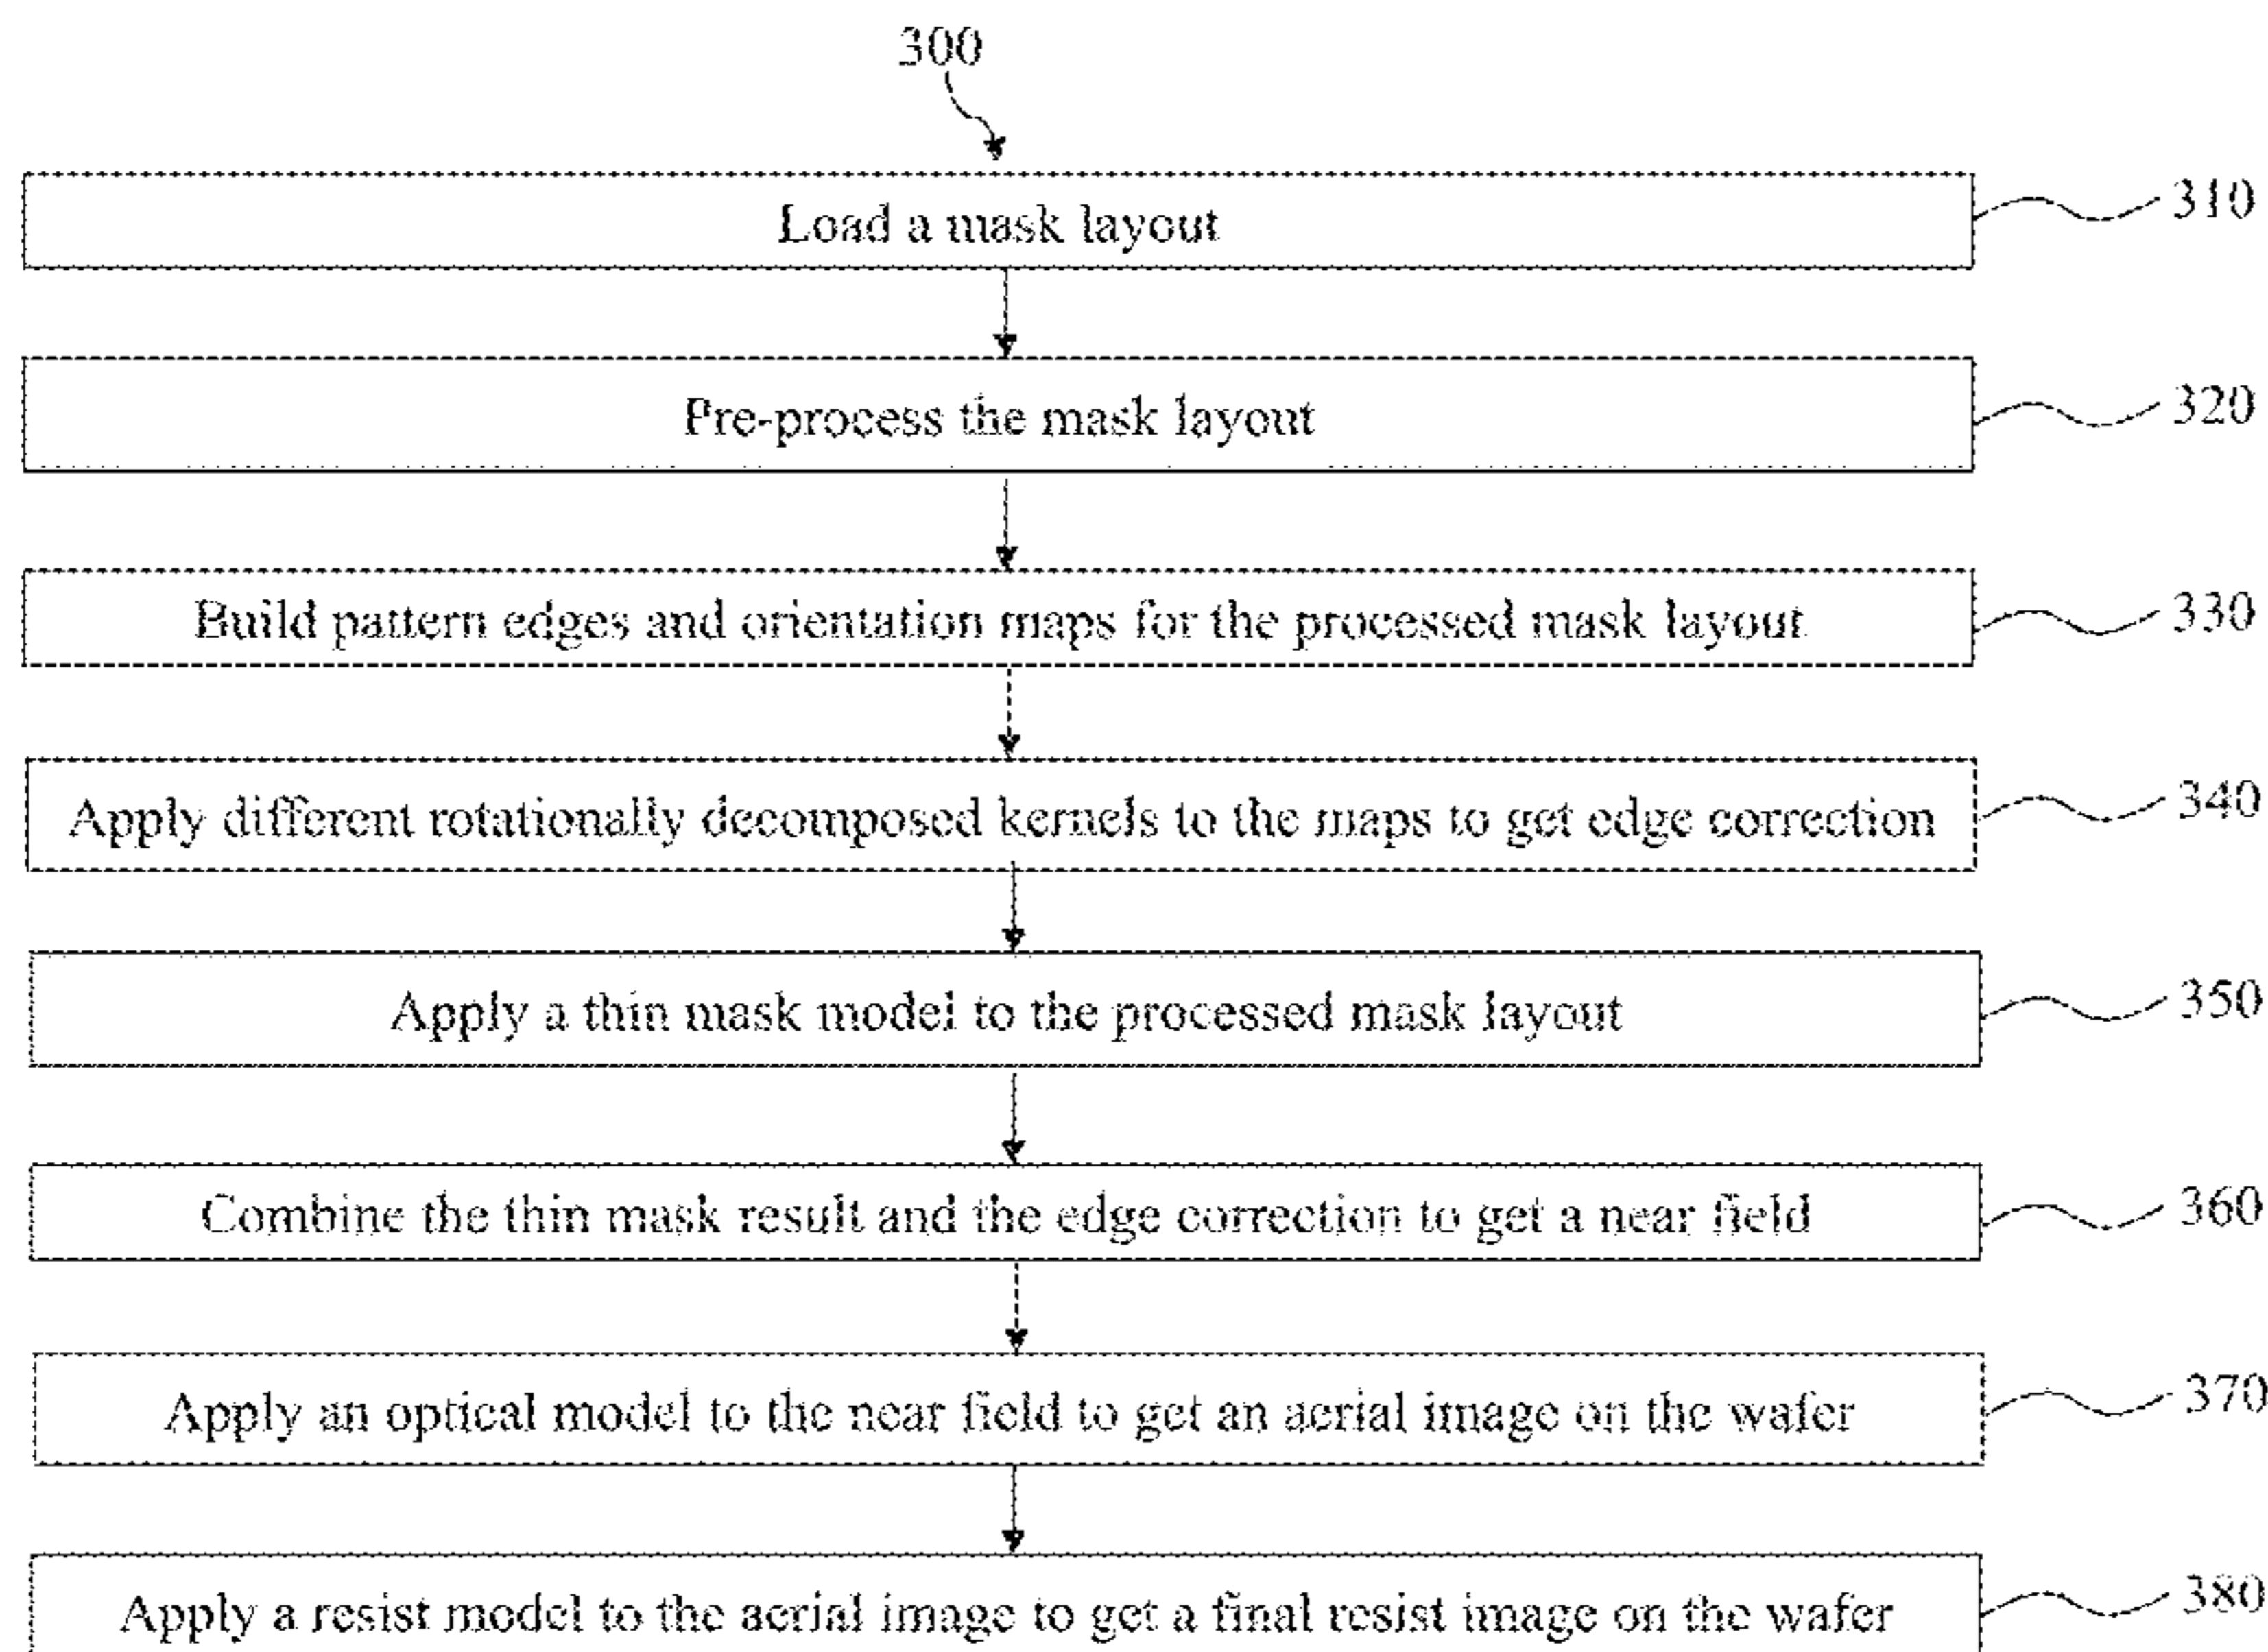 300
Load a mask layout 310
Pre-process the mask layout 320
Build pattern edges and orientation maps for the processed mask layout 330
Apply different rotationally decomposed kernels to the maps to get edge correction 340
Apply a thin mask model to the processed mask layout 350
Combine the thin mask result and the edge correction to get a near field 360
Apply an optical model to the near field to get an aerial image on the wafer 370
Apply a resist model to the aerial image to get a final resist image on the wafer 380